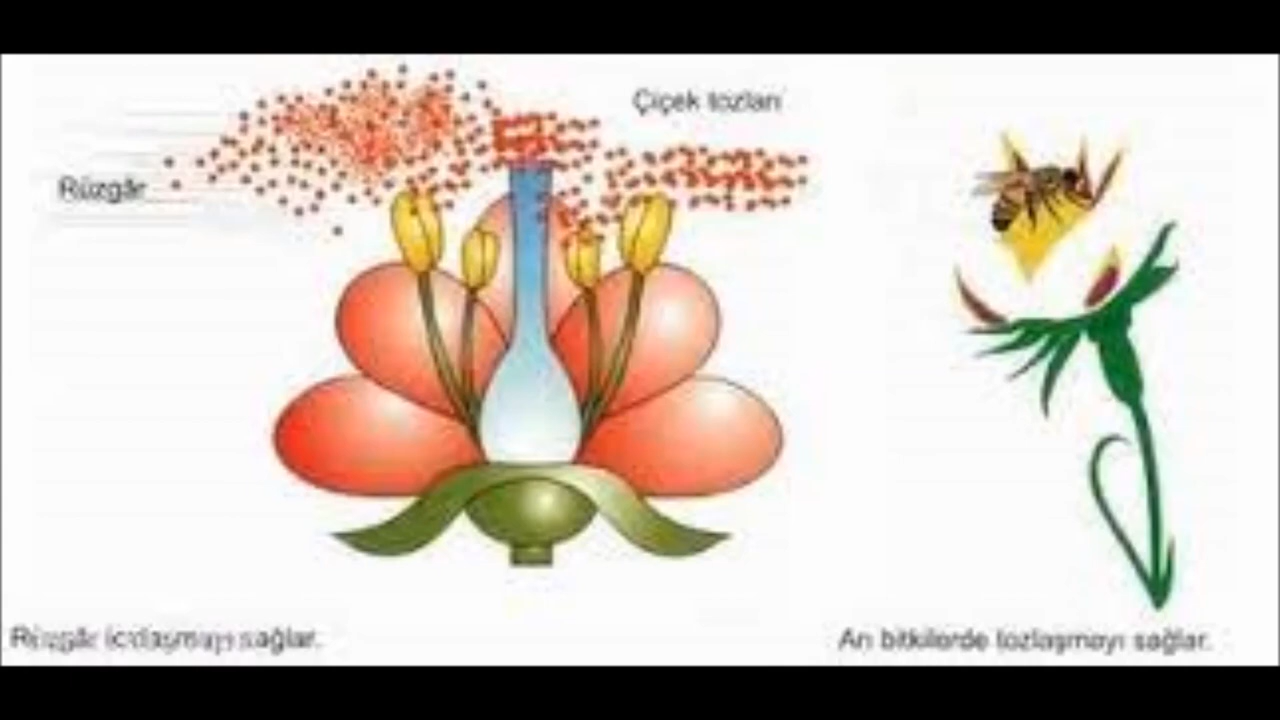 Çiçek tozları
Rüzgâr
Rüzgâr tozlaşmayı sağlar.
Arı bitkilerde tozlaşmayı sağlar.